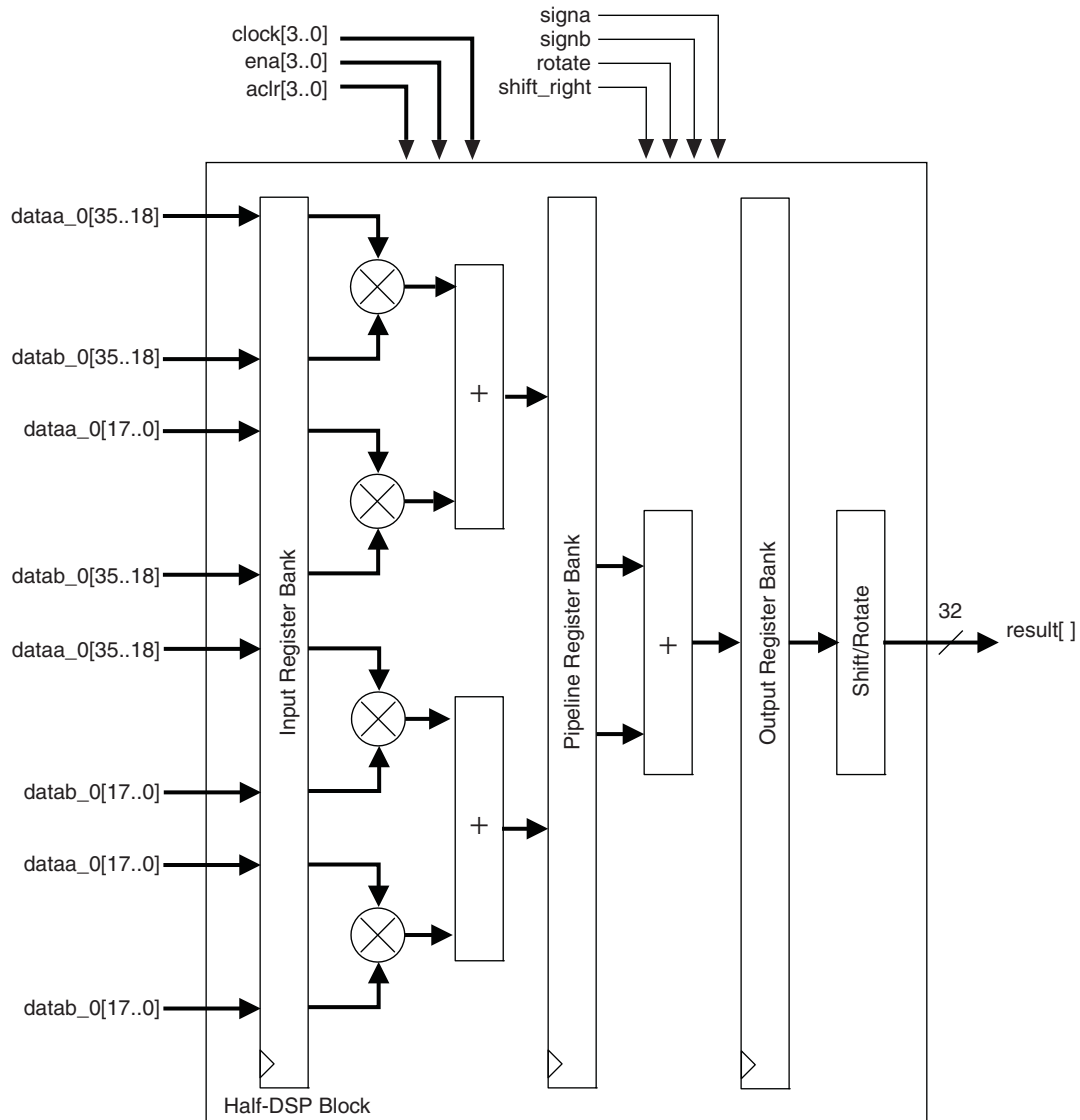 clock[3..0]
ena[3..0]
aclr[3..0]
signa
signb
rotate
shift_right
dataa_0[35..18]
datab_0[35..18]
dataa_0[17..0]
datab_0[35..18]
dataa_0[35..18]
datab_0[17..0]
dataa_0[17..0]
datab_0[17..0]
Input Register Bank
+
+
Pipeline Register Bank
+
Output Register Bank
Shift/Rotate
32
result[ ]
Half-DSP Block